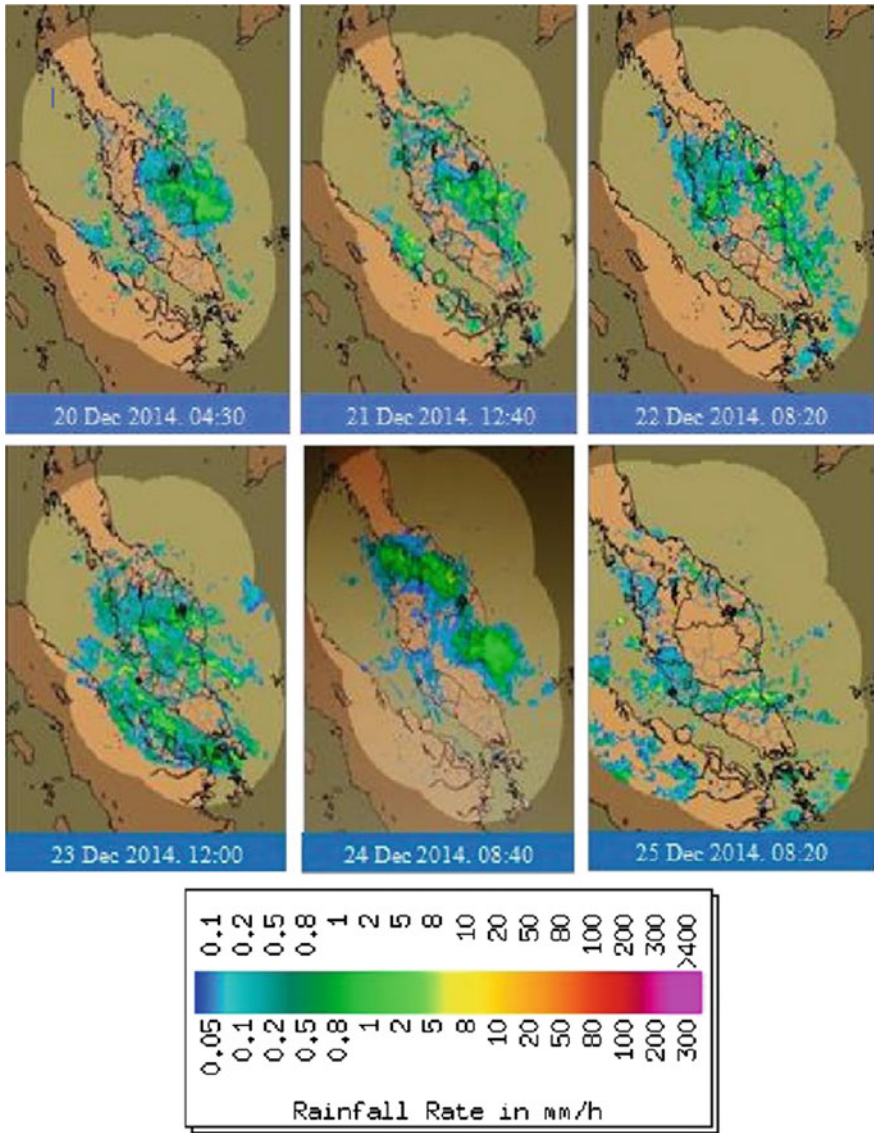 20 Dec 2014. 04:30
21 Dec 2014. 12:40
22 Dec 2014. 08:20
23 Dec 2014. 12:00
24 Dec 2014. 08:40
25 Dec 2014. 08:20
0.1 0.2 0.5 0.8 1 2 5 8 10 20 50 80 100 200 300 >400
0.05 0.1 0.2 0.5 0.8 1 2 5 8 10 20 50 80 100 200 300
Rainfall Rate in mm/h